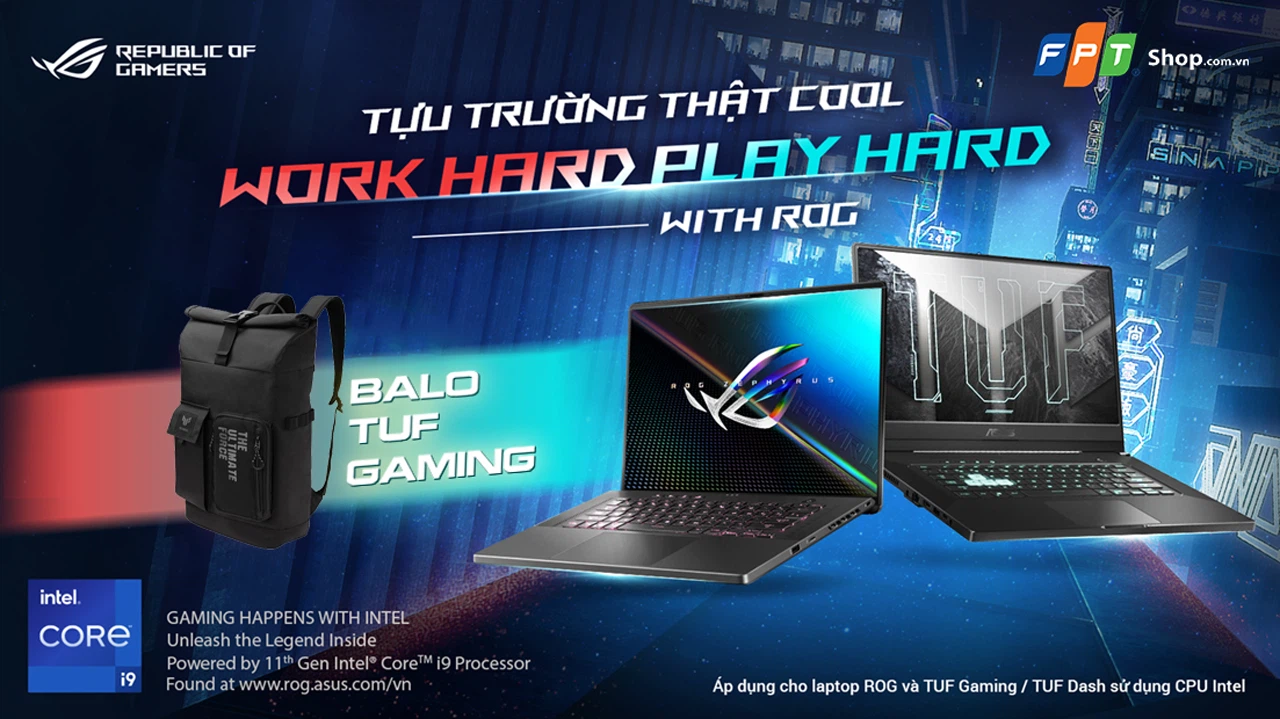 REPUBLIC OF
GAMERS
FPT Shop.com.vn
TỰU TRƯỜNG THẬT COOL
WORK HARD PLAY HARD
WITH ROG
SNAP
BALO
TUF
GAMING
THE
ULTIMATE
FORCE
ROG ZEPHYRUS
TUF
ASUS
intel.
CORE
i9
GAMING HAPPENS WITH INTEL
Unleash the Legend Inside
Powered by 11th Gen Intel® Core™ i9 Processor
Found at www.rog.asus.com/vn
Áp dụng cho laptop ROG và TUF Gaming / TUF Dash sử dụng CPU Intel